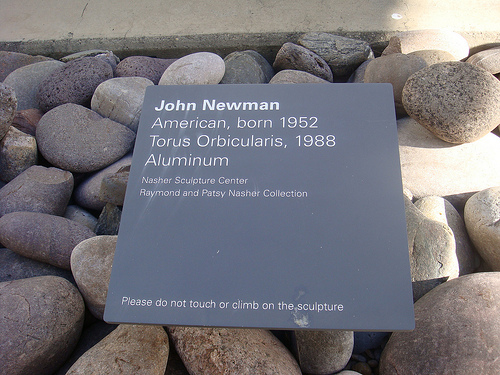 John Newman
American, born 1952
Torus Orbicularis, 1988
Aluminum
Nasher Sculpture Center
Raymond and Patsy Nasher Collection
Please do not touch or climb on the sculpture